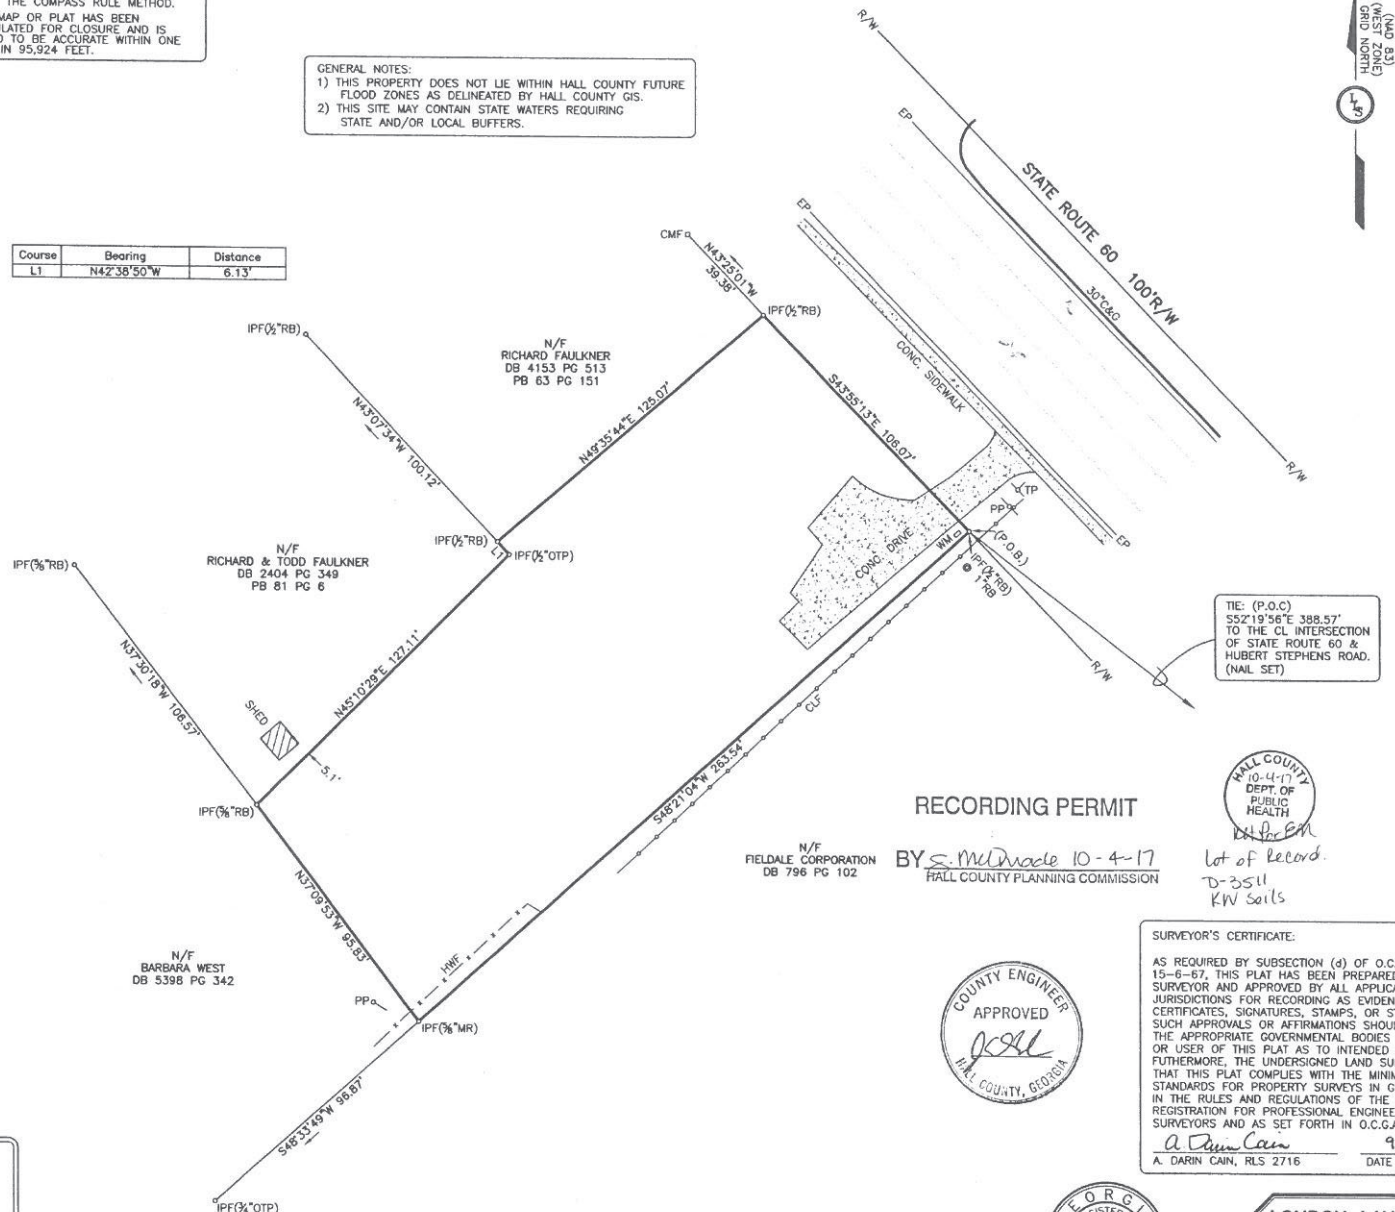 THE COMPASS RULE METHOD.
MAP OR PLAT HAS BEEN
ULATED FOR CLOSURE AND IS
D TO BE ACCURATE WITHIN ONE
IN 95,924 FEET.
GENERAL NOTES:
1) THIS PROPERTY DOES NOT LIE WITHIN HALL COUNTY FUTURE
FLOOD ZONES AS DELINEATED BY HALL COUNTY GIS.
2) THIS SITE MAY CONTAIN STATE WATERS REQUIRING
STATE AND/OR LOCAL BUFFERS.
(NAD 83)
(WEST ZONE)
GRID NORTH
LLS
R/W
EP
EP
STATE ROUTE 60 100'R/W
30"C&G
CONC. SIDEWALK
R/W
EP
Course Bearing Distance
L1 N42°38'50"W 6.13'
CMF
N43°25'01"W
39.38'
IPF(½"RB)
IPF(½"RB)
N/F
RICHARD FAULKNER
DB 4153 PG 513
PB 63 PG 151
N43°07'34"W 100.12'
N49°35'44"E 125.07'
S43°55'13"E 106.07'
IPF(½"RB)
L1
IPF(½"OTP)
TP
PP
(P.O.B.)
WM
CONC. DRIVE
IPF(½"RB)
1"RB
R/W
IPF(⅝"RB)
N/F
RICHARD & TODD FAULKNER
DB 2404 PG 349
PB 81 PG 6
N37°30'18"W 106.57'
N45°10'29"E 127.11'
SHED
5.1'
IPF(⅝"RB)
TIE: (P.O.C)
S52°19'56"E 388.57'
TO THE CL INTERSECTION
OF STATE ROUTE 60 &
HUBERT STEPHENS ROAD.
(NAIL SET)
CLF
S48°21'04"W 263.54'
N/F
FIELDALE CORPORATION
DB 796 PG 102
RECORDING PERMIT
BY S. McQuade 10-4-17
HALL COUNTY PLANNING COMMISSION
HALL COUNTY
10-4-17
DEPT. OF
PUBLIC
HEALTH
Lot of Record.
D-3511
KW Soils
N37°09'53"W 95.83'
N/F
BARBARA WEST
DB 5398 PG 342
HWF
PP
IPF(⅝"MR)
S48°33'49"W 96.87'
IPF(¾"OTP)
COUNTY ENGINEER
APPROVED
HALL COUNTY, GEORGIA
SURVEYOR'S CERTIFICATE:
AS REQUIRED BY SUBSECTION (d) OF O.C.
15-6-67, THIS PLAT HAS BEEN PREPARED
SURVEYOR AND APPROVED BY ALL APPLICA
JURISDICTIONS FOR RECORDING AS EVIDEN
CERTIFICATES, SIGNATURES, STAMPS, OR ST
SUCH APPROVALS OR AFFIRMATIONS SHOUL
THE APPROPRIATE GOVERNMENTAL BODIES
OR USER OF THIS PLAT AS TO INTENDED
FUTHERMORE, THE UNDERSIGNED LAND SU
THAT THIS PLAT COMPLIES WITH THE MINIM
STANDARDS FOR PROPERTY SURVEYS IN G
IN THE RULES AND REGULATIONS OF THE
REGISTRATION FOR PROFESSIONAL ENGINEE
SURVEYORS AND AS SET FORTH IN O.C.G.A
A. Darin Cain 9
A. DARIN CAIN, RLS 2716 DATE
EORGI